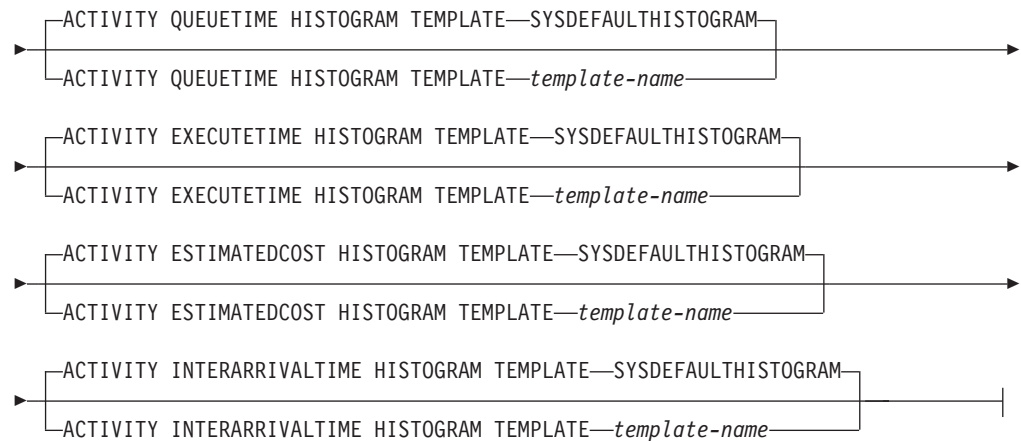 ACTIVITY QUEUETIME HISTOGRAM TEMPLATE SYSDEFAULTHISTOGRAM
ACTIVITY QUEUETIME HISTOGRAM TEMPLATE template-name
ACTIVITY EXECUTETIME HISTOGRAM TEMPLATE SYSDEFAULTHISTOGRAM
ACTIVITY EXECUTETIME HISTOGRAM TEMPLATE template-name
ACTIVITY ESTIMATEDCOST HISTOGRAM TEMPLATE SYSDEFAULTHISTOGRAM
ACTIVITY ESTIMATEDCOST HISTOGRAM TEMPLATE template-name
ACTIVITY INTERARRIVALTIME HISTOGRAM TEMPLATE SYSDEFAULTHISTOGRAM
ACTIVITY INTERARRIVALTIME HISTOGRAM TEMPLATE template-name